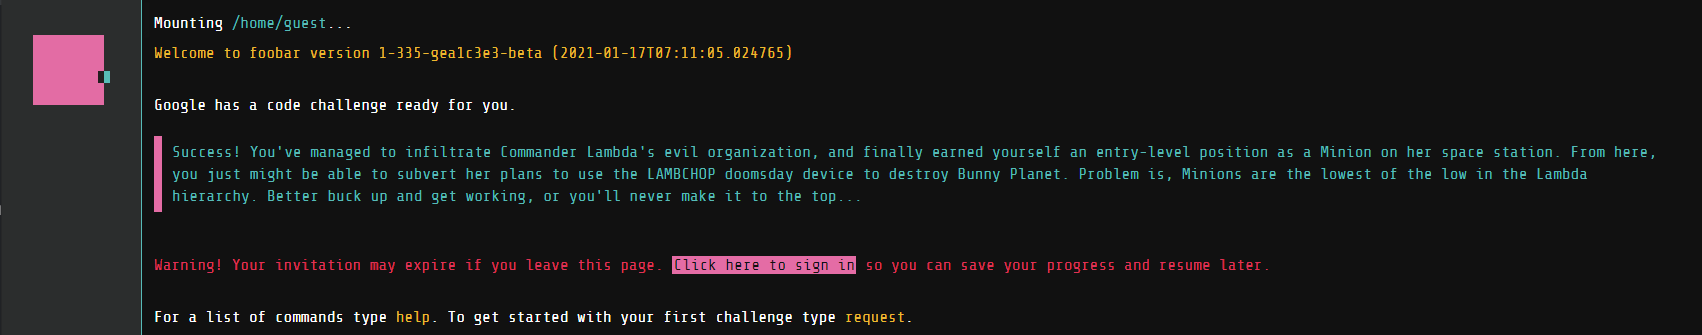 Mounting /home/guest...
Welcome to foobar version 1-335-gea1c3e3-beta (2021-01-17T07:11:05.024765)
Google has a code challenge ready for you.
Success! You've managed to infiltrate Commander Lambda's evil organization, and finally earned yourself an entry-level position as a Minion on her space station. From here,
you just might be able to subvert her plans to use the LAMBCHOP doomsday device to destroy Bunny Planet. Problem is, Minions are the lowest of the low in the Lambda
hierarchy. Better buck up and get working, or you'll never make it to the top...
Warning! Your invitation may expire if you leave this page. Click here to sign in so you can save your progress and resume later.
For a list of commands type help. To get started with your first challenge type request.